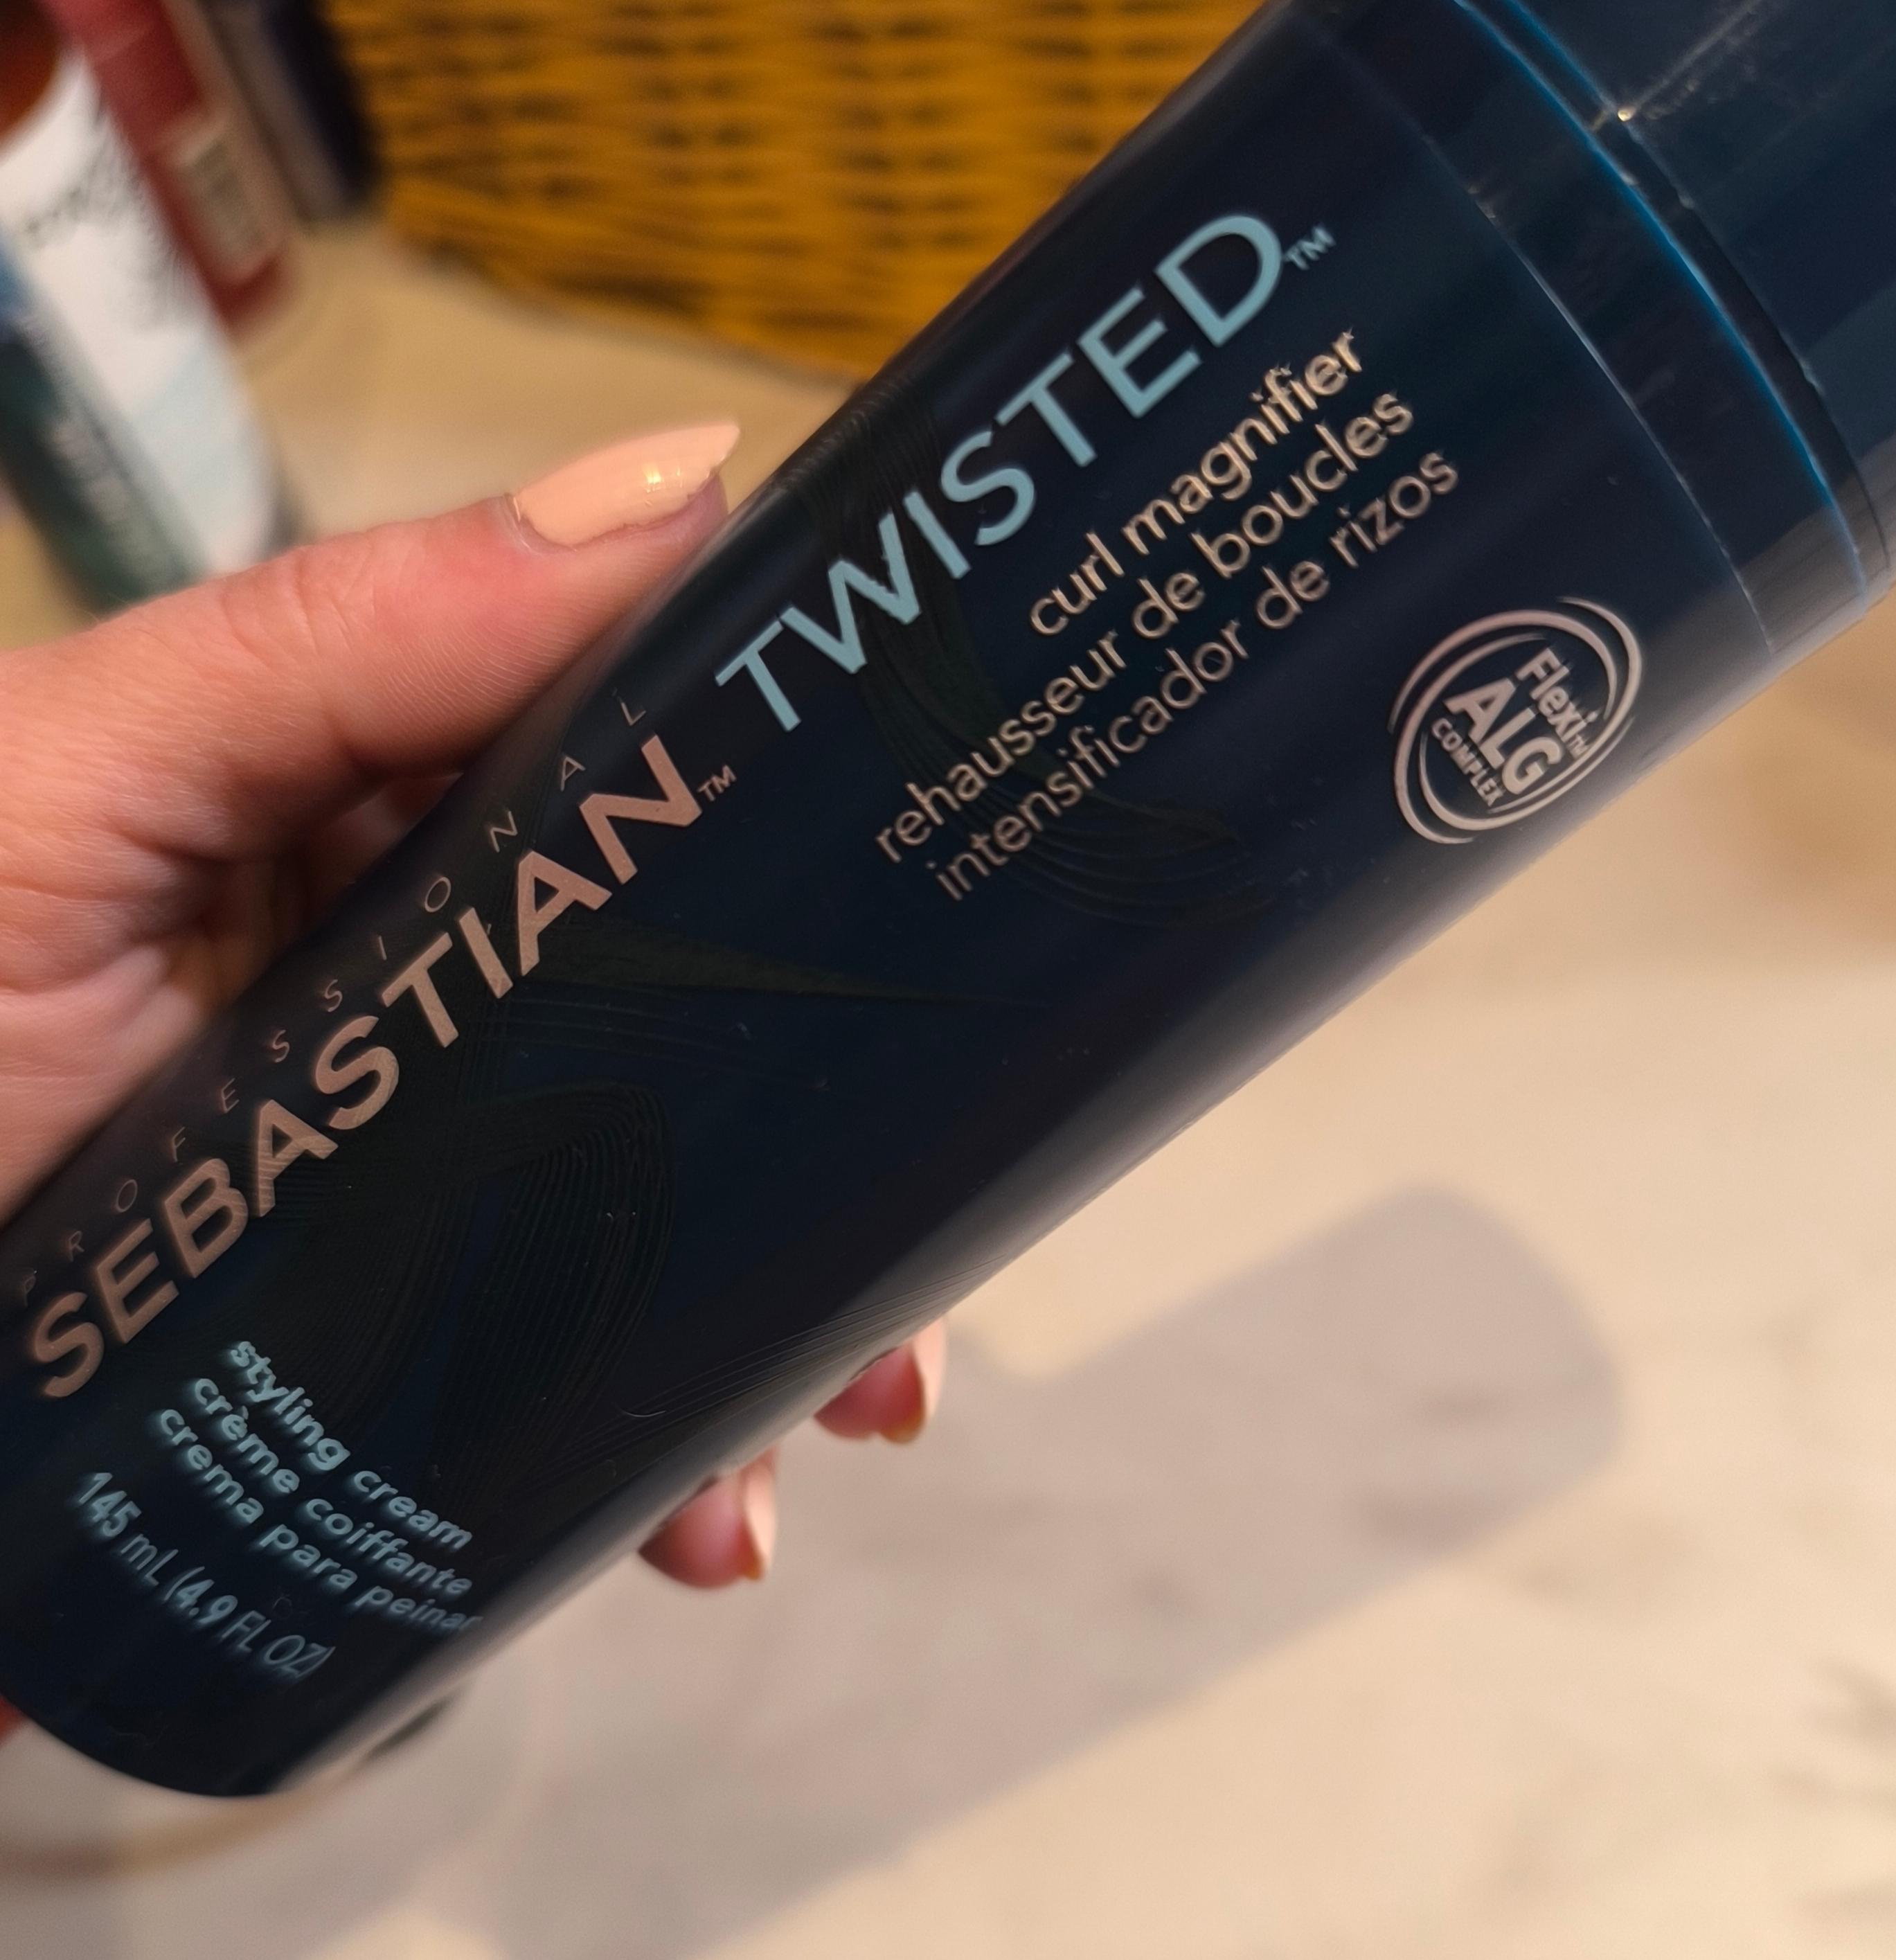 PROFESSIONAL
SEBASTIAN™
TWISTED™
curl magnifier
rehausseur de boucles
intensificador de rizos
Flexi™
ALG
COMPLEX
styling cream
crème coiffante
crema para peinar
145 mL (4.9 FL OZ)